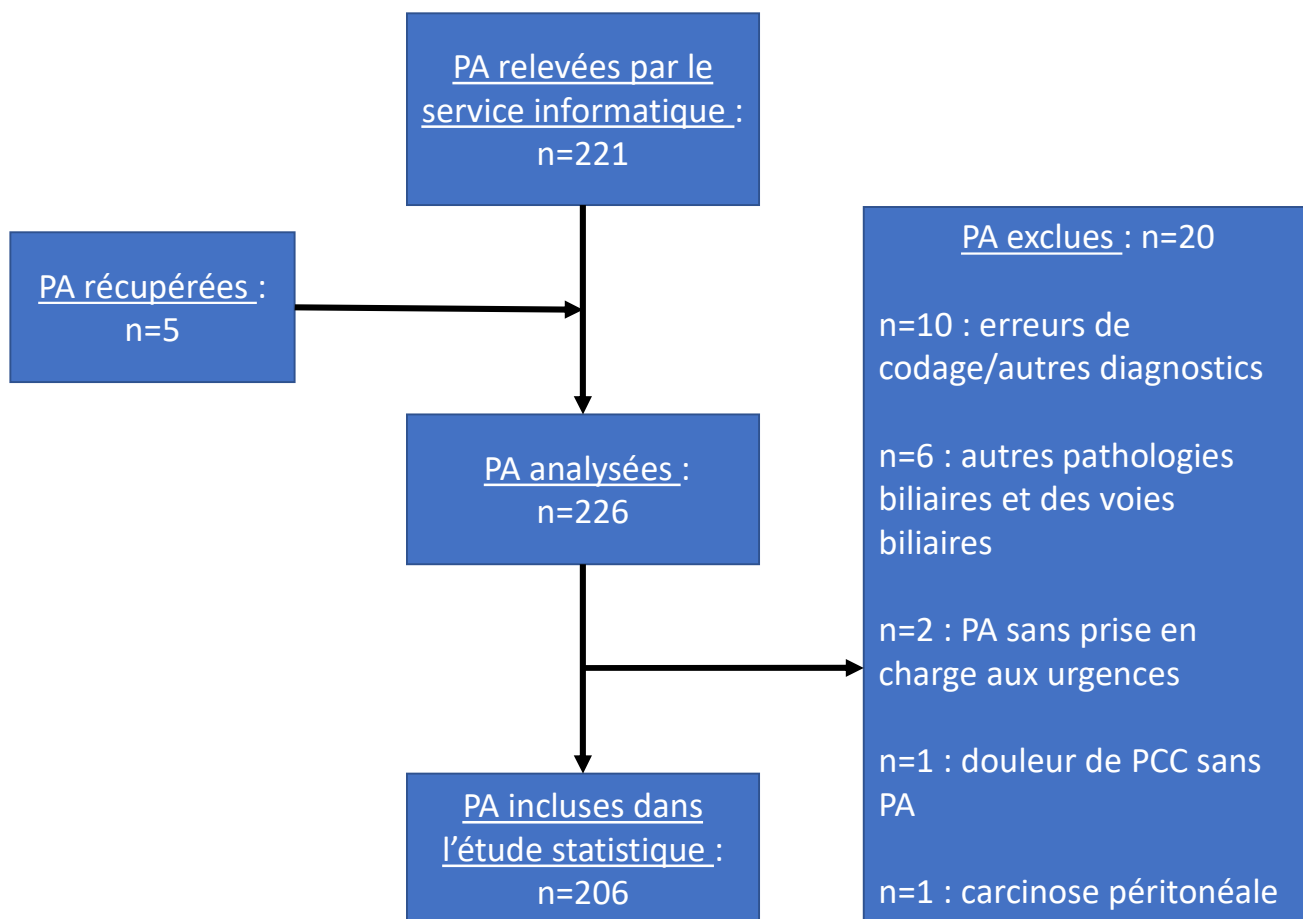 PA relevées par le
service informatique :
n=221
PA récupérées :
n=5
PA analysées :
n=226
PA exclues : n=20
n=10 : erreurs de
codage/autres diagnostics
n=6 : autres pathologies
biliaires et des voies
biliaires
n=2 : PA sans prise en
charge aux urgences
n=1 : douleur de PCC sans
PA
n=1 : carcinose péritonéale
PA incluses dans
l’étude statistique :
n=206